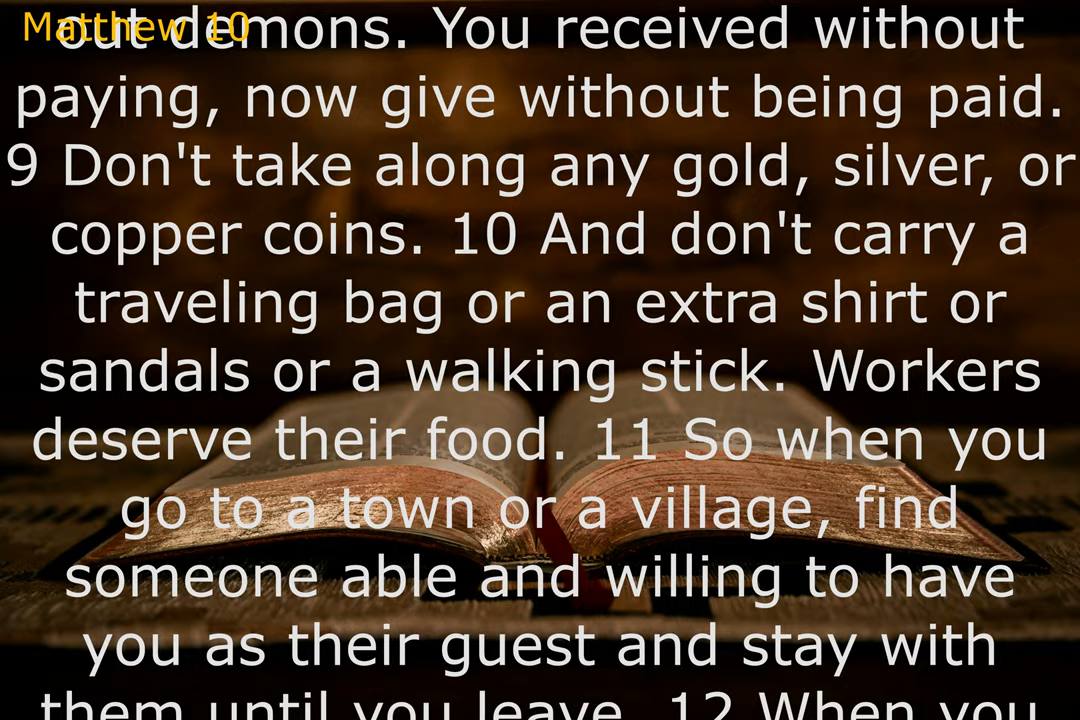 Matthew 10
out demons. You received without
paying, now give without being paid.
9 Don't take along any gold, silver, or
copper coins. 10 And don't carry a
traveling bag or an extra shirt or
sandals or a walking stick. Workers
deserve their food. 11 So when you
go to a town or a village, find
someone able and willing to have
you as their guest and stay with
them until you leave. 12 When you